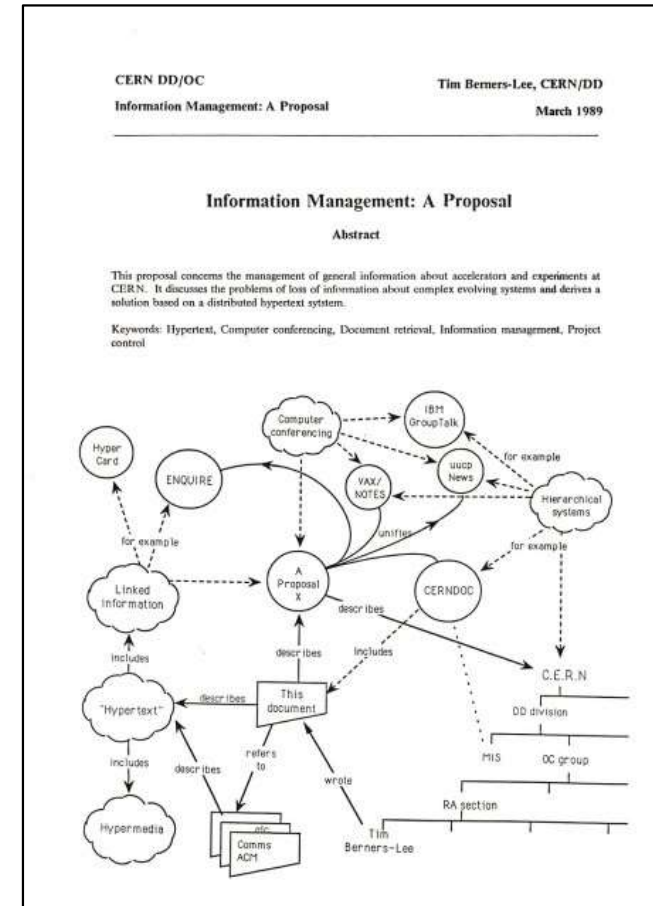 CERN DD/OC
Tim Berners-Lee, CERN/DD
Information Management: A Proposal
March 1989
Information Management: A Proposal
Abstract
This proposal concerns the management of general information about accelerators and experiments at
CERN. It discusses the problems of loss of information about complex evolving systems and derives a
solution based on a distributed hypertext sytstem.
Keywords: Hypertext, Computer conferencing, Document retrieval, Information management, Project
control
IBM
GroupTalk
Computer
conferencing
Hyper
Card
for example
uucp
News
ENQUIRE
VAX/
NOTES
Hierarchical
systems
unifies
for example
for example
A
Proposal
X
CERNDOC
Linked
information
describes
includes
describes
includes
C.E.R.N
This
document
describes
"Hypertext"
DD division
refers
to
MIS
OC group
includes
describes
wrote
RA section
Hypermedia
etc
Comms
ACM
Tim
Berners-Lee